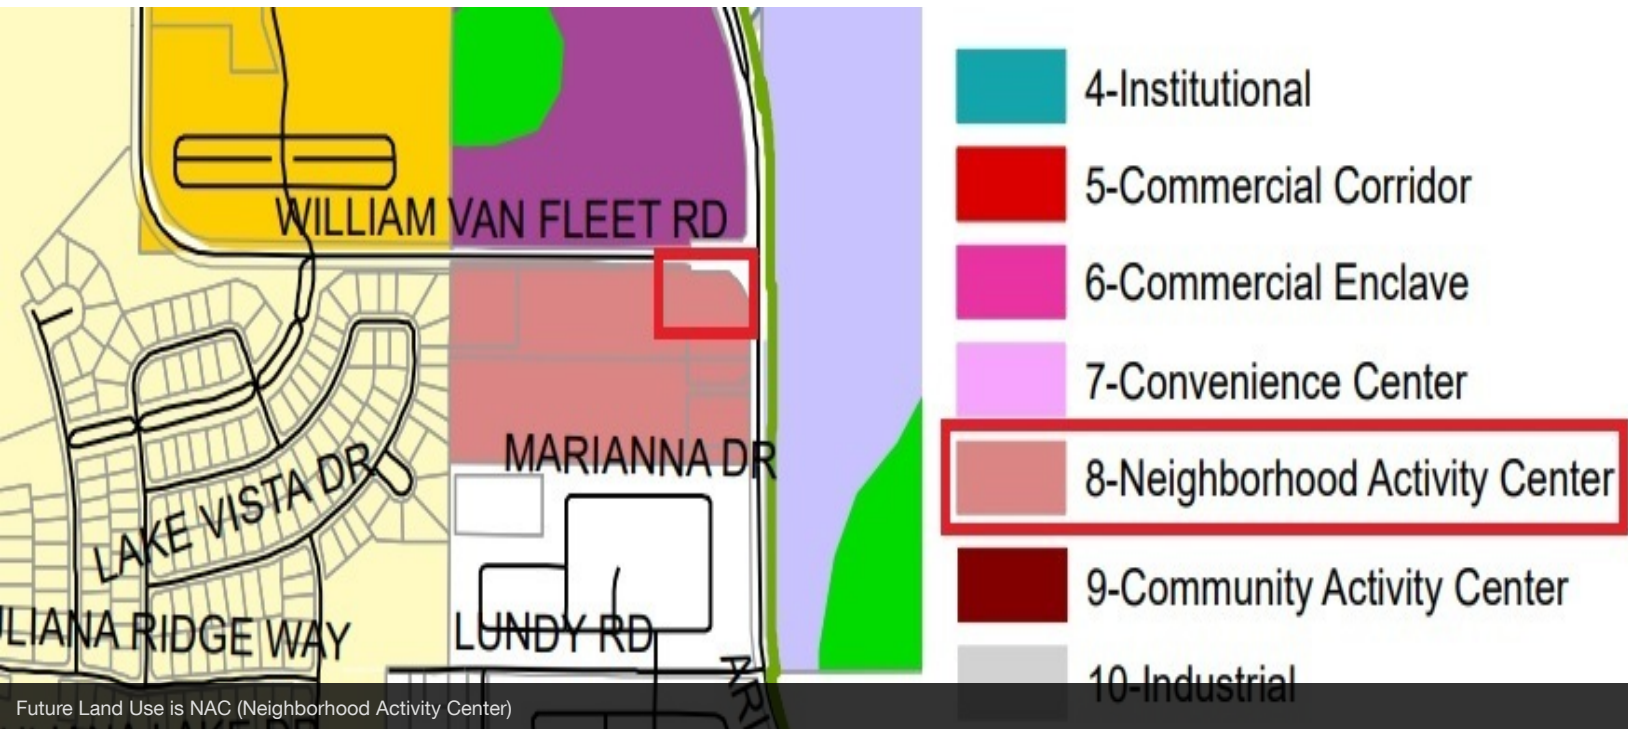 WILLIAM VAN FLEET RD
MARIANNA DR
LAKE VISTA DR
LIANA RIDGE WAY
LUNDY RD
4-Institutional
5-Commercial Corridor
6-Commercial Enclave
7-Convenience Center
8-Neighborhood Activity Center
9-Community Activity Center
10-Industrial
Future Land Use is NAC (Neighborhood Activity Center)